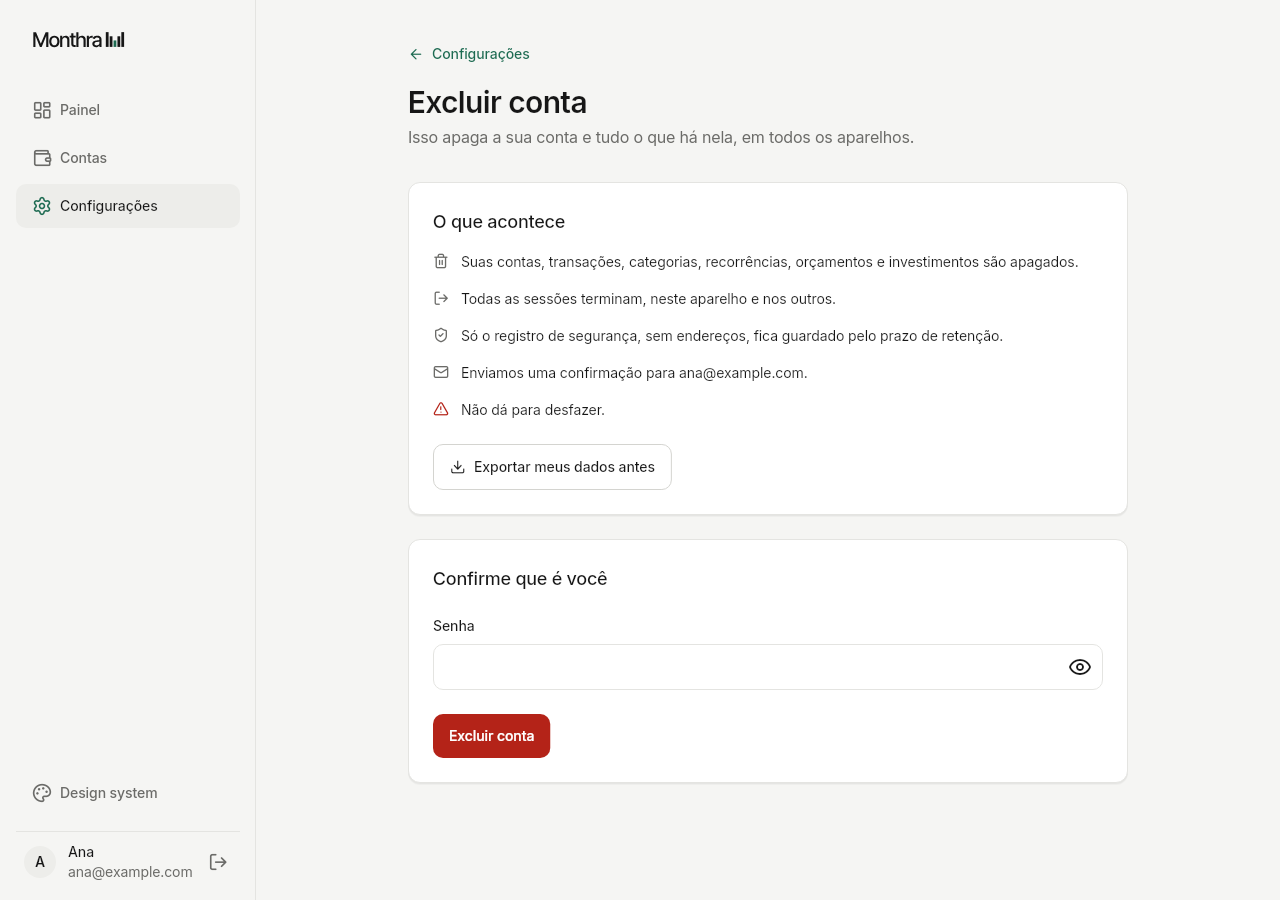 Monthra
Painel
Contas
Configurações
Design system
A
Ana
ana@example.com
Configurações
Excluir conta
Isso apaga a sua conta e tudo o que há nela, em todos os aparelhos.
O que acontece
Suas contas, transações, categorias, recorrências, orçamentos e investimentos são apagados.
Todas as sessões terminam, neste aparelho e nos outros.
Só o registro de segurança, sem endereços, fica guardado pelo prazo de retenção.
Enviamos uma confirmação para ana@example.com.
Não dá para desfazer.
Exportar meus dados antes
Confirme que é você
Senha
Excluir conta